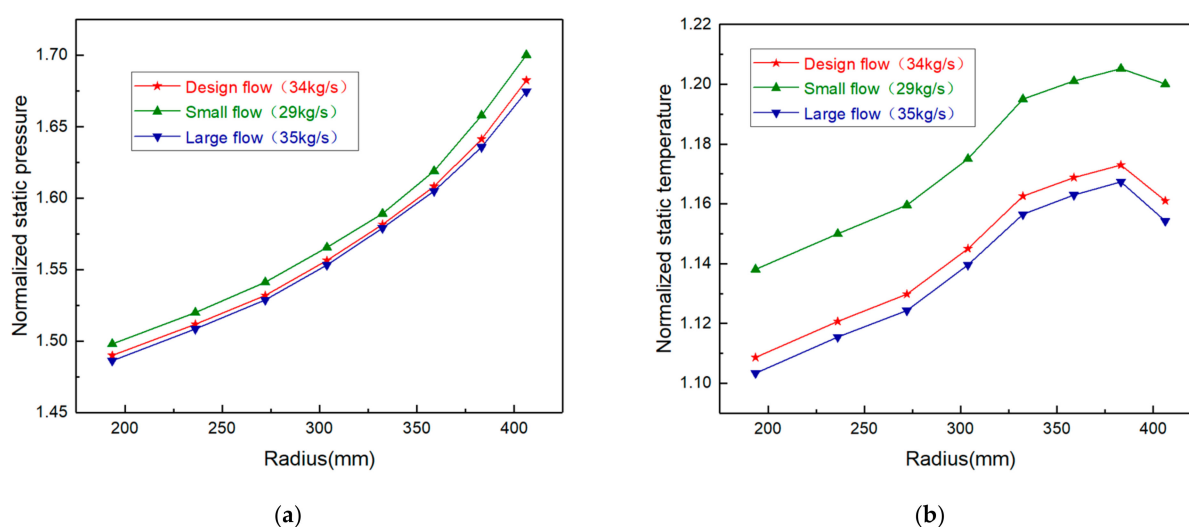 1.70
1.65
1.60
1.55
1.50
1.45
Normalized static pressure
Design flow（34kg/s）
Small flow（29kg/s）
Large flow（35kg/s）
200
250
300
350
400
Radius(mm)
(a)
1.22
1.20
1.18
1.16
1.14
1.12
1.10
Normalized static temperature
Design flow（34kg/s）
Small flow（29kg/s）
Large flow（35kg/s）
200
250
300
350
400
Radius(mm)
(b)